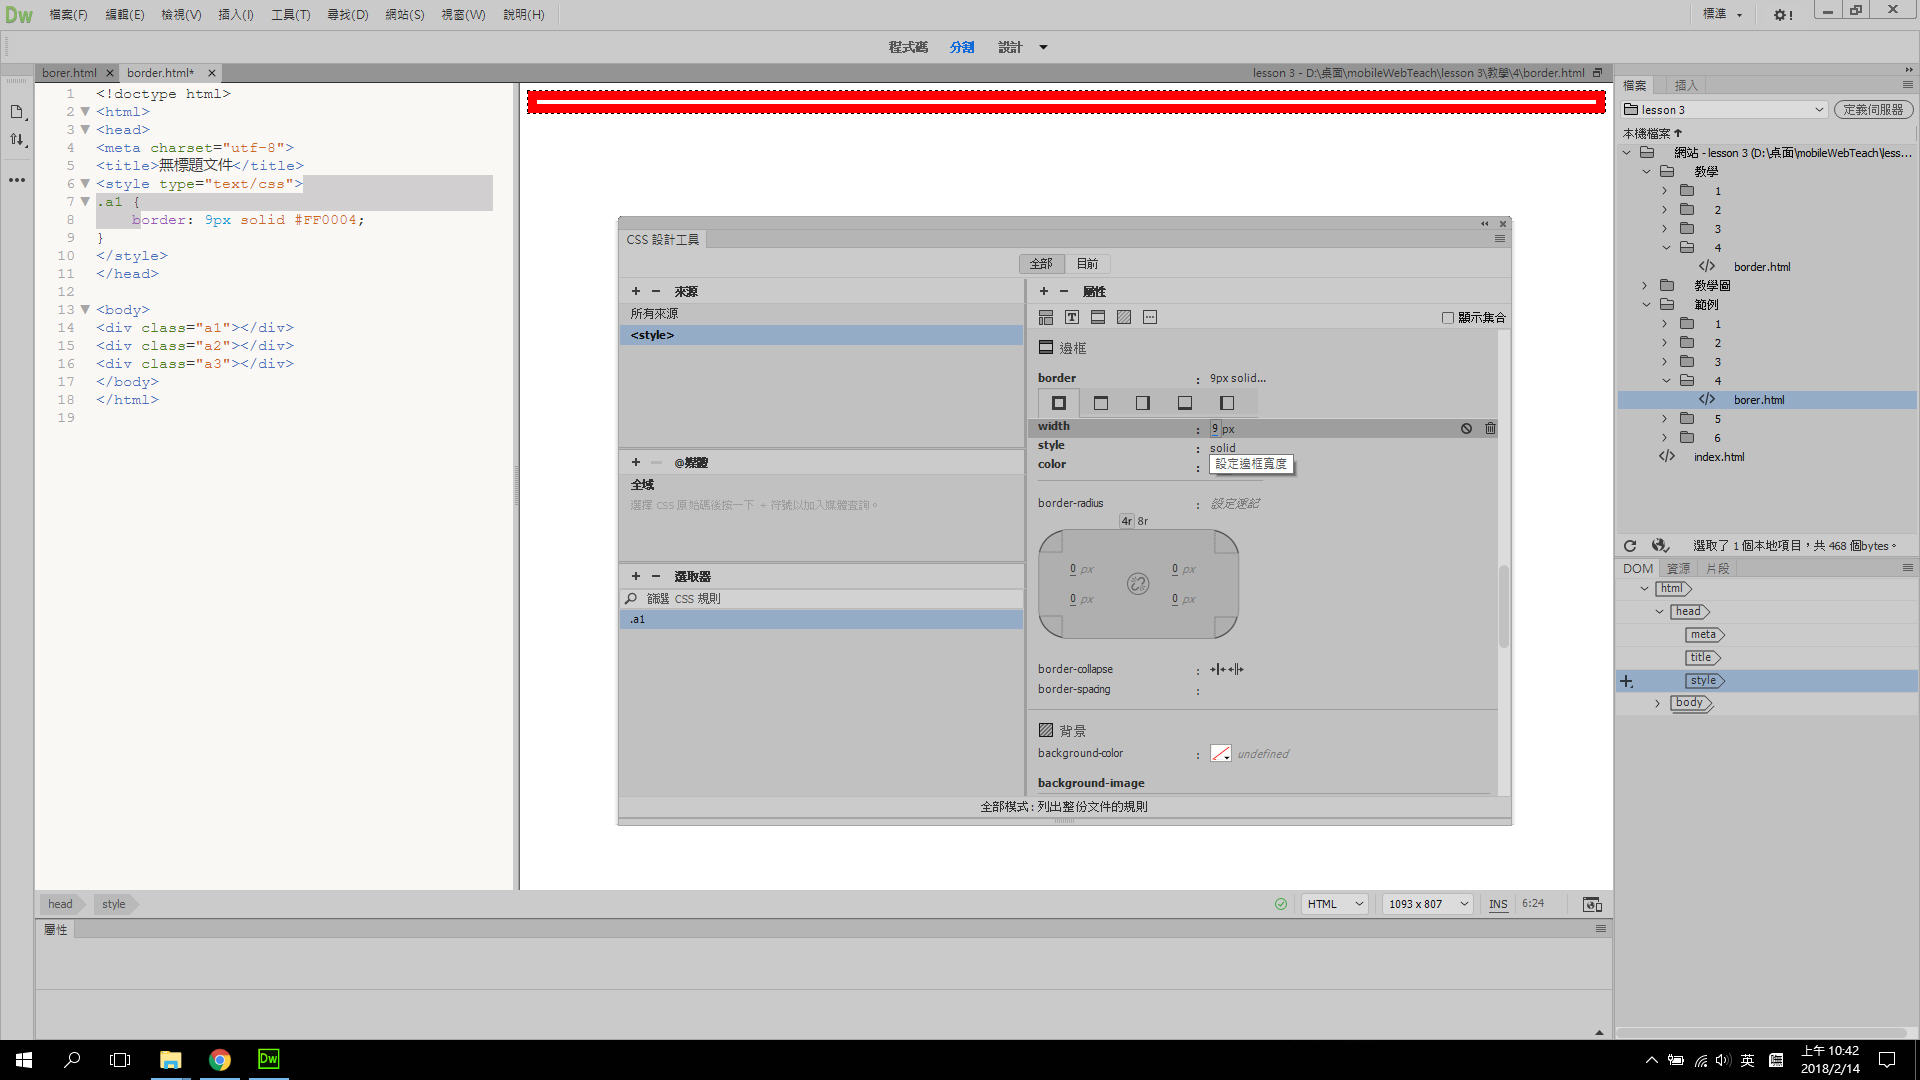 Dw 檔案(F) 編輯(E) 檢視(V) 插入(I) 工具(T) 尋找(D) 網站(S) 視窗(W) 說明(H) 標準
程式碼 分割 設計
borer.html border.html* lesson 3 - D:\桌面\mobileWebTeach\lesson 3\教學\4\border.html
1 <!doctype html>
2 <html>
3 <head>
4 <meta charset="utf-8">
5 <title>無標題文件</title>
6 <style type="text/css">
7 .a1 {
8 border: 9px solid #FF0004;
9 }
10 </style>
11 </head>
12
13 <body>
14 <div class="a1"></div>
15 <div class="a2"></div>
16 <div class="a3"></div>
17 </body>
18 </html>
19
CSS 設計工具
全部 目前
+ − 來源
所有來源
<style>
+ − @媒體
全域
選擇 CSS 原始碼後按一下 + 符號以加入媒體查詢。
+ − 選取器
篩選 CSS 規則
.a1
+ − 屬性
顯示集合
邊框
border : 9px solid...
width : 9 px
style : solid
color :
設定邊框寬度
border-radius : 設定速記
4r 8r
0 px 0 px
0 px 0 px
border-collapse :
border-spacing :
背景
background-color : undefined
background-image
全部模式 : 列出整份文件的規則
head style HTML 1093 x 807 INS 6:24
屬性
檔案 插入
lesson 3 定義伺服器
本機檔案
網站 - lesson 3 (D:\桌面\mobileWebTeach\less...
教學
1
2
3
4
border.html
教學圖
範例
1
2
3
4
borer.html
5
6
index.html
選取了 1 個本地項目，共 468 個bytes。
DOM 資源 片段
html
head
meta
title
style
body
Dw 英 上午 10:42
2018/2/14